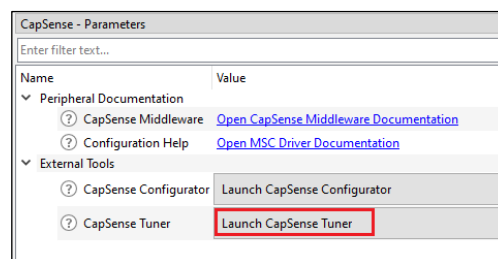 CapSense - Parameters
Enter filter text...
Name Value
Peripheral Documentation
CapSense Middleware Open CapSense Middleware Documentation
Configuration Help Open MSC Driver Documentation
External Tools
CapSense Configurator Launch CapSense Configurator
CapSense Tuner Launch CapSense Tuner